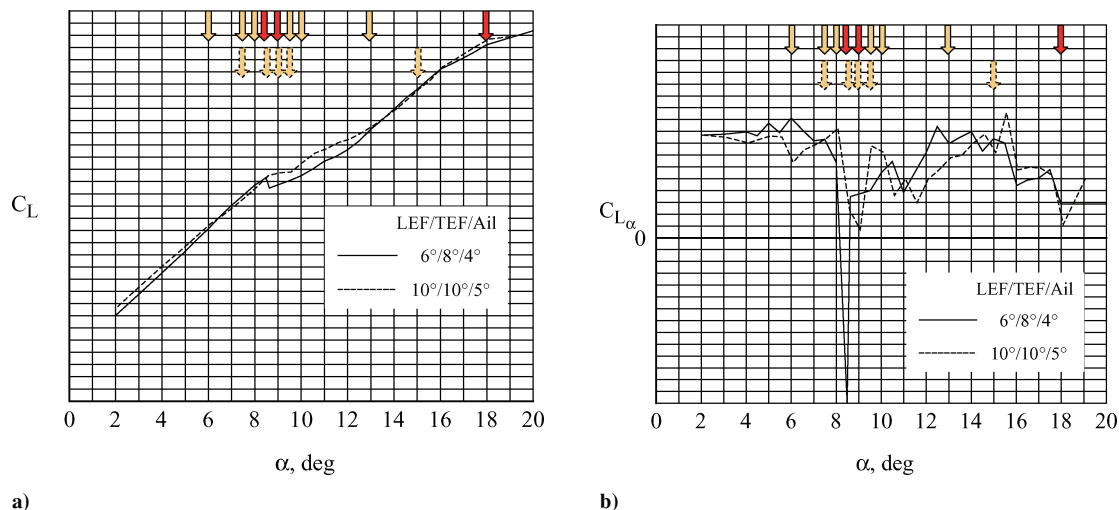 C_L
LEF/TEF/Ail
6°/8°/4°
10°/10°/5°
0 2 4 6 8 10 12 14 16 18 20
α, deg
a)
C_Lα
0
LEF/TEF/Ail
6°/8°/4°
10°/10°/5°
0 2 4 6 8 10 12 14 16 18 20
α, deg
b)